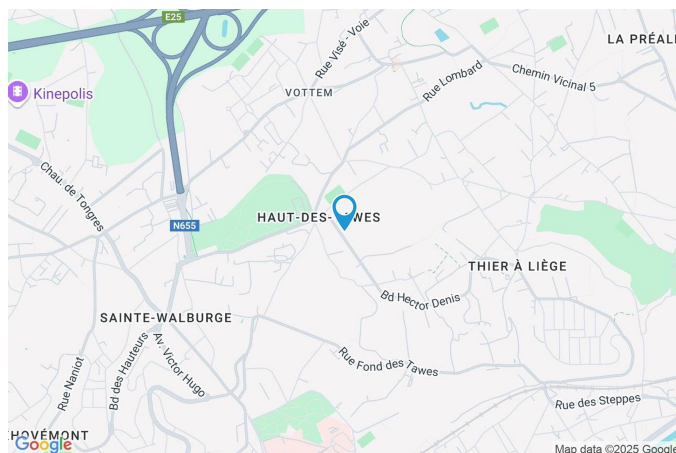 E25
LA PRÉALL
Rue Visé - Voie
Kinepolis
VOTTEM
Rue Lombard
Chemin Vicinal 5
Chau. de Tongres
HAUT-DES-
WES
N655
THIER À LIÈGE
Bd Hector Denis
SAINTE-WALBURGE
Rue Naniot
Bd des Hauteurs
Av. Victor Hugo
Rue Fond des Tawes
Rue des Steppes
HOVÉMONT
Google
Map data ©2025 Google